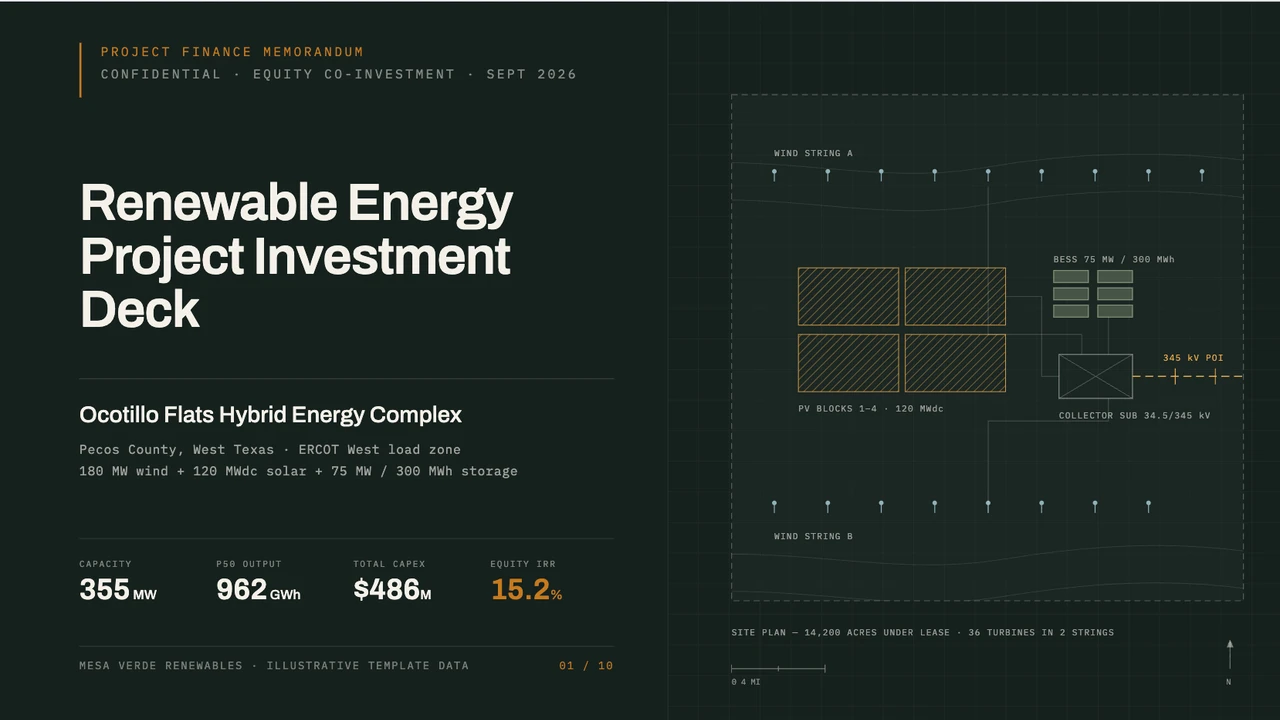 PROJECT FINANCE MEMORANDUM
CONFIDENTIAL · EQUITY CO-INVESTMENT · SEPT 2026
Renewable Energy
Project Investment
Deck
Ocotillo Flats Hybrid Energy Complex
Pecos County, West Texas · ERCOT West load zone
180 MW wind + 120 MWdc solar + 75 MW / 300 MWh storage
CAPACITY
355 MW
P50 OUTPUT
962 GWh
TOTAL CAPEX
$486M
EQUITY IRR
15.2%
MESA VERDE RENEWABLES · ILLUSTRATIVE TEMPLATE DATA
01 / 10
WIND STRING A
BESS 75 MW / 300 MWh
345 kV POI
PV BLOCKS 1–4 · 120 MWdc
COLLECTOR SUB 34.5/345 kV
WIND STRING B
SITE PLAN — 14,200 ACRES UNDER LEASE · 36 TURBINES IN 2 STRINGS
0 4 MI
N